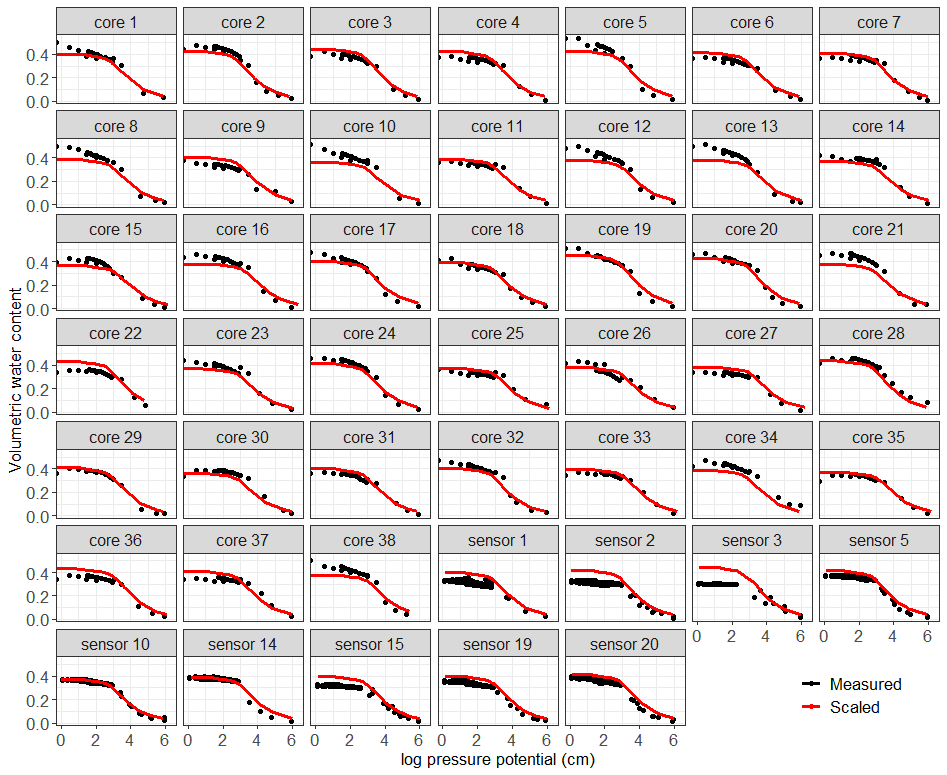 core 1 core 2 core 3 core 4 core 5 core 6 core 7
0.4
0.2
0.0
core 8 core 9 core 10 core 11 core 12 core 13 core 14
0.4
0.2
0.0
core 15 core 16 core 17 core 18 core 19 core 20 core 21
0.4
0.2
0.0
Volumetric water content
core 22 core 23 core 24 core 25 core 26 core 27 core 28
0.4
0.2
0.0
core 29 core 30 core 31 core 32 core 33 core 34 core 35
0.4
0.2
0.0
core 36 core 37 core 38 sensor 1 sensor 2 sensor 3 sensor 5
0.4
0.2
0.0
0 2 4 6 0 2 4 6
sensor 10 sensor 14 sensor 15 sensor 19 sensor 20
0.4
0.2
0.0
0 2 4 6 0 2 4 6 0 2 4 6 0 2 4 6 0 2 4 6
Measured
Scaled
log pressure potential (cm)